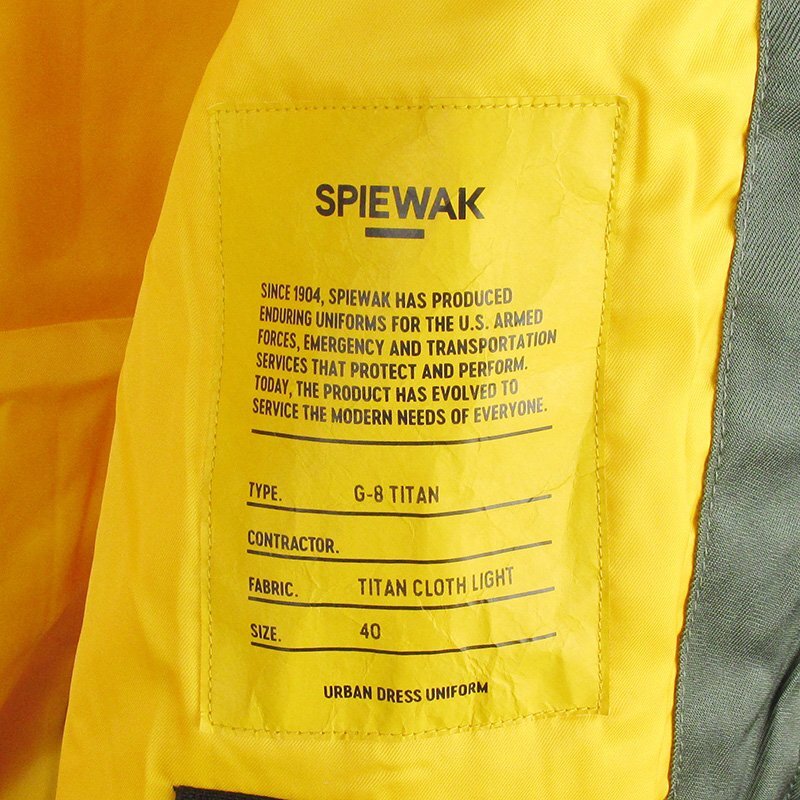 SPIEWAK
SINCE 1904, SPIEWAK HAS PRODUCED
ENDURING UNIFORMS FOR THE U.S. ARMED
FORCES, EMERGENCY AND TRANSPORTATION
SERVICES THAT PROTECT AND PERFORM.
TODAY, THE PRODUCT HAS EVOLVED TO
SERVICE THE MODERN NEEDS OF EVERYONE.
TYPE. G-8 TITAN
CONTRACTOR.
FABRIC. TITAN CLOTH LIGHT
SIZE. 40
URBAN DRESS UNIFORM